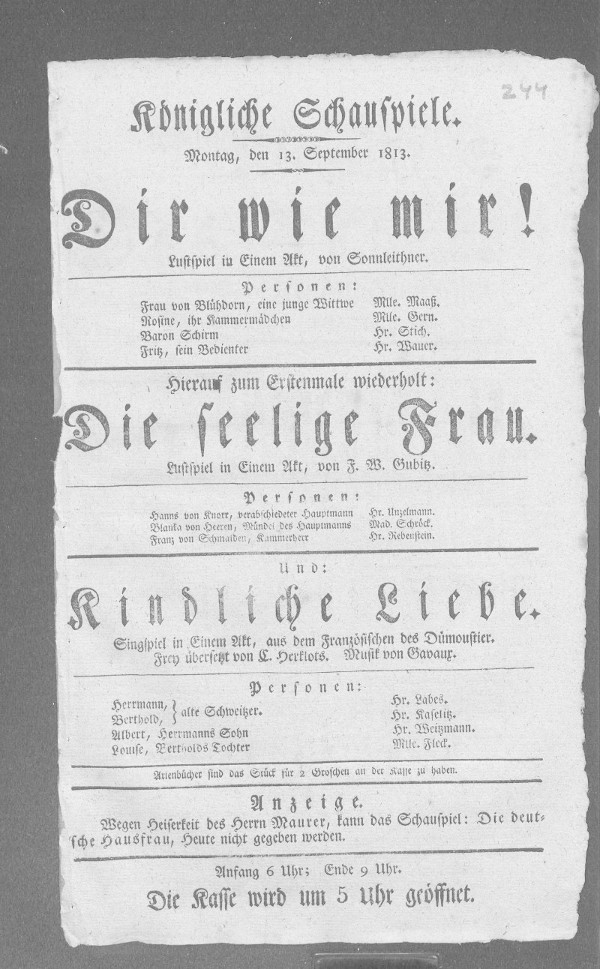 244
Königliche Schauspiele.
Montag, den 13. September 1813.
Dir wie mir!
Lustspiel in Einem Akt, von Sonnleithner.
Personen:
Frau von Blühdorn, eine junge Wittwe Mlle. Maaß.
Rosine, ihr Kammermädchen Mlle. Gern.
Baron Schirm Hr. Stich.
Fritz, sein Bedienter Hr. Wauer.
Hierauf zum Erstenmale wiederholt:
Die seelige Frau.
Lustspiel in Einem Akt, von F. W. Gubitz.
Personen:
Hanns von Knorr, verabschiedeter Hauptmann Hr. Unzelmann.
Blanka von Heeren, Mündel des Hauptmanns Mad. Schröck.
Franz von Schmalden, Kammerherr Hr. Rebenstein.
Und:
Kindliche Liebe.
Singspiel in Einem Akt, aus dem Französischen des Dümoustier.
Frey übersetzt von C. Herklots. Musik von Gavaux.
Personen:
Herrmann, } alte Schweitzer. Hr. Labes.
Berthold, Hr. Kaselitz.
Albert, Herrmanns Sohn Hr. Weitzmann.
Louise, Bertholds Tochter Mlle. Fleck.
Arienbücher sind das Stück für 2 Groschen an der Kasse zu haben.
Anzeige.
Wegen Heiserkeit des Herrn Maurer, kann das Schauspiel: Die deut-
sche Hausfrau, Heute nicht gegeben werden.
Anfang 6 Uhr; Ende 9 Uhr.
Die Kasse wird um 5 Uhr geöffnet.